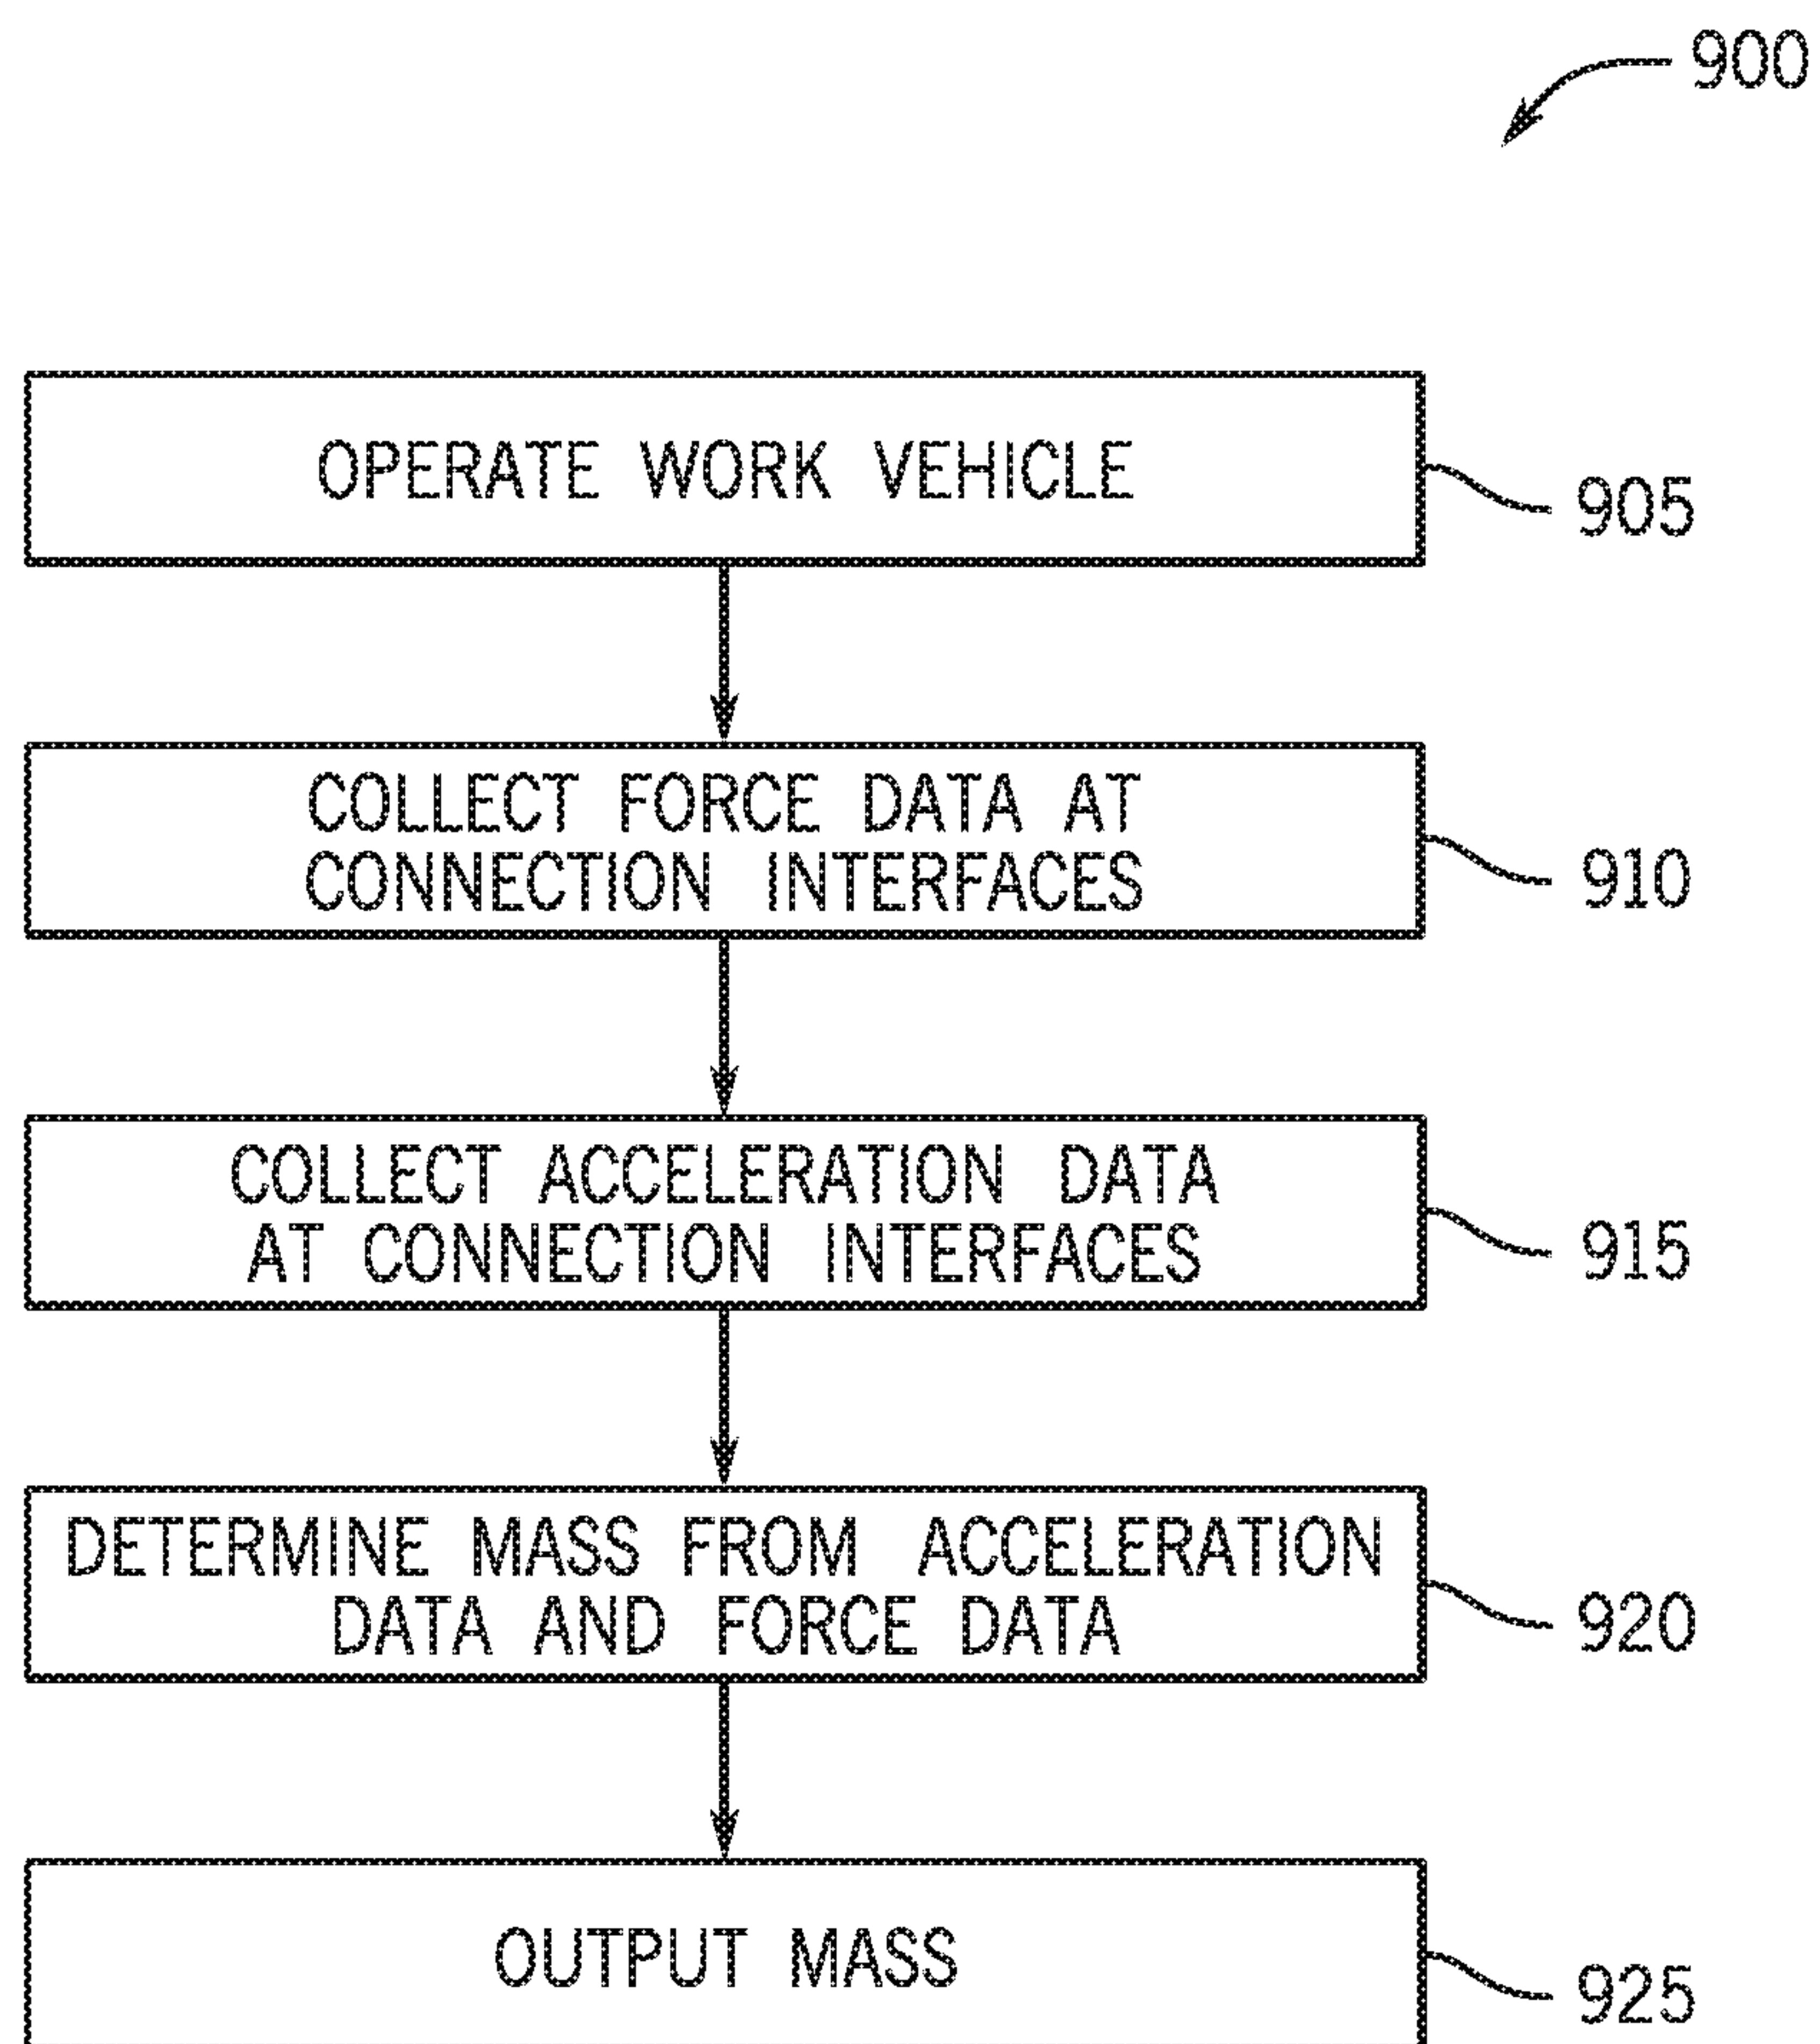 900
OPERATE WORK VEHICLE
905
COLLECT FORCE DATA AT
CONNECTION INTERFACES
910
COLLECT ACCELERATION DATA
AT CONNECTION INTERFACES
915
DETERMINE MASS FROM ACCELERATION
DATA AND FORCE DATA
920
OUTPUT MASS
925